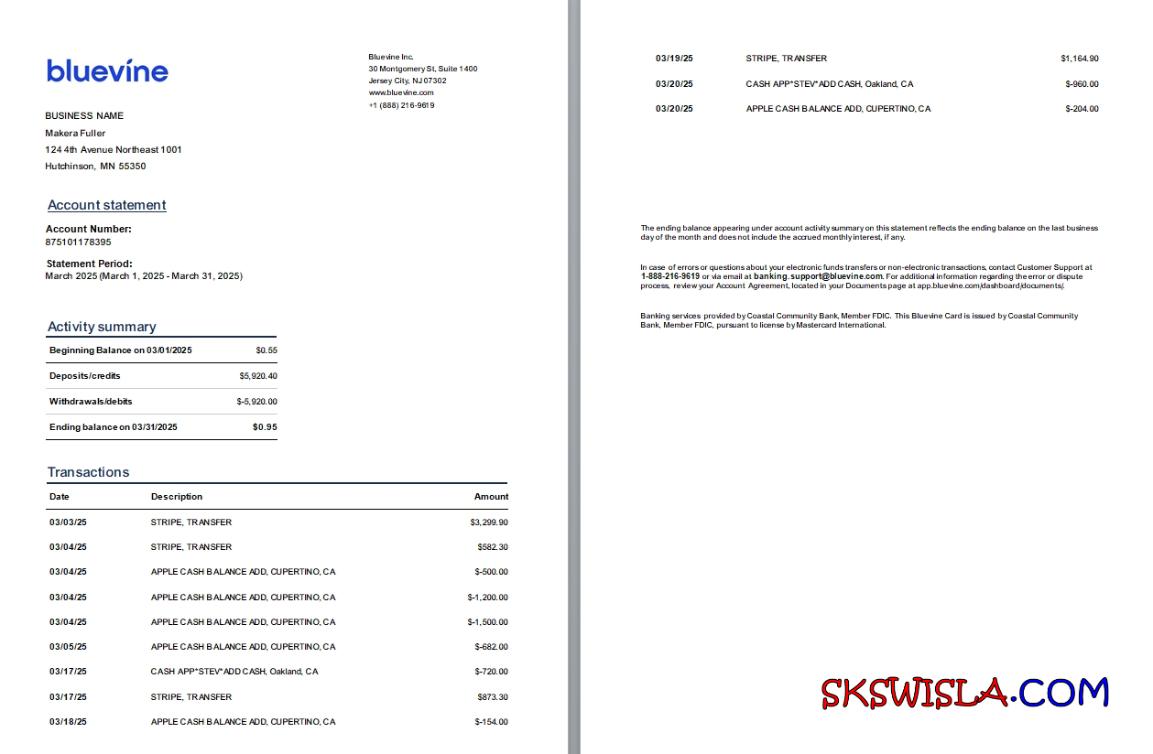 bluevine
Bluevine Inc.
30 Montgomery St, Suite 1400
Jersey City, NJ 07302
www.bluevine.com
+1 (888) 216-9619
BUSINESS NAME
Makera Fuller
124 4th Avenue Northeast 1001
Hutchinson, MN 55350
Account statement
Account Number:
875101178395
Statement Period:
March 2025 (March 1, 2025 - March 31, 2025)
Activity summary
Beginning Balance on 03/01/2025 $0.55
Deposits/credits $5,920.40
Withdrawals/debits $-5,920.00
Ending balance on 03/31/2025 $0.95
Transactions
Date Description Amount
03/03/25 STRIPE, TRANSFER $3,299.90
03/04/25 STRIPE, TRANSFER $582.30
03/04/25 APPLE CASH BALANCE ADD, CUPERTINO, CA $-500.00
03/04/25 APPLE CASH BALANCE ADD, CUPERTINO, CA $-1,200.00
03/04/25 APPLE CASH BALANCE ADD, CUPERTINO, CA $-1,500.00
03/05/25 APPLE CASH BALANCE ADD, CUPERTINO, CA $-682.00
03/17/25 CASH APP*STEV*ADD CASH, Oakland, CA $-720.00
03/17/25 STRIPE, TRANSFER $873.30
03/18/25 APPLE CASH BALANCE ADD, CUPERTINO, CA $-154.00
03/19/25 STRIPE, TRANSFER $1,164.90
03/20/25 CASH APP*STEV*ADD CASH, Oakland, CA $-960.00
03/20/25 APPLE CASH BALANCE ADD, CUPERTINO, CA $-204.00
The ending balance appearing under account activity summary on this statement reflects the ending balance on the last business
day of the month and does not include the accrued monthly interest, if any.
In case of errors or questions about your electronic funds transfers or non-electronic transactions, contact Customer Support at
1-888-216-9619 or via email at banking.support@bluevine.com. For additional information regarding the error or dispute
process, review your Account Agreement, located in your Documents page at app.bluevine.com/dashboard/documents/.
Banking services provided by Coastal Community Bank, Member FDIC. This Bluevine Card is issued by Coastal Community
Bank, Member FDIC, pursuant to license by Mastercard International.
SKSWISLA.COM